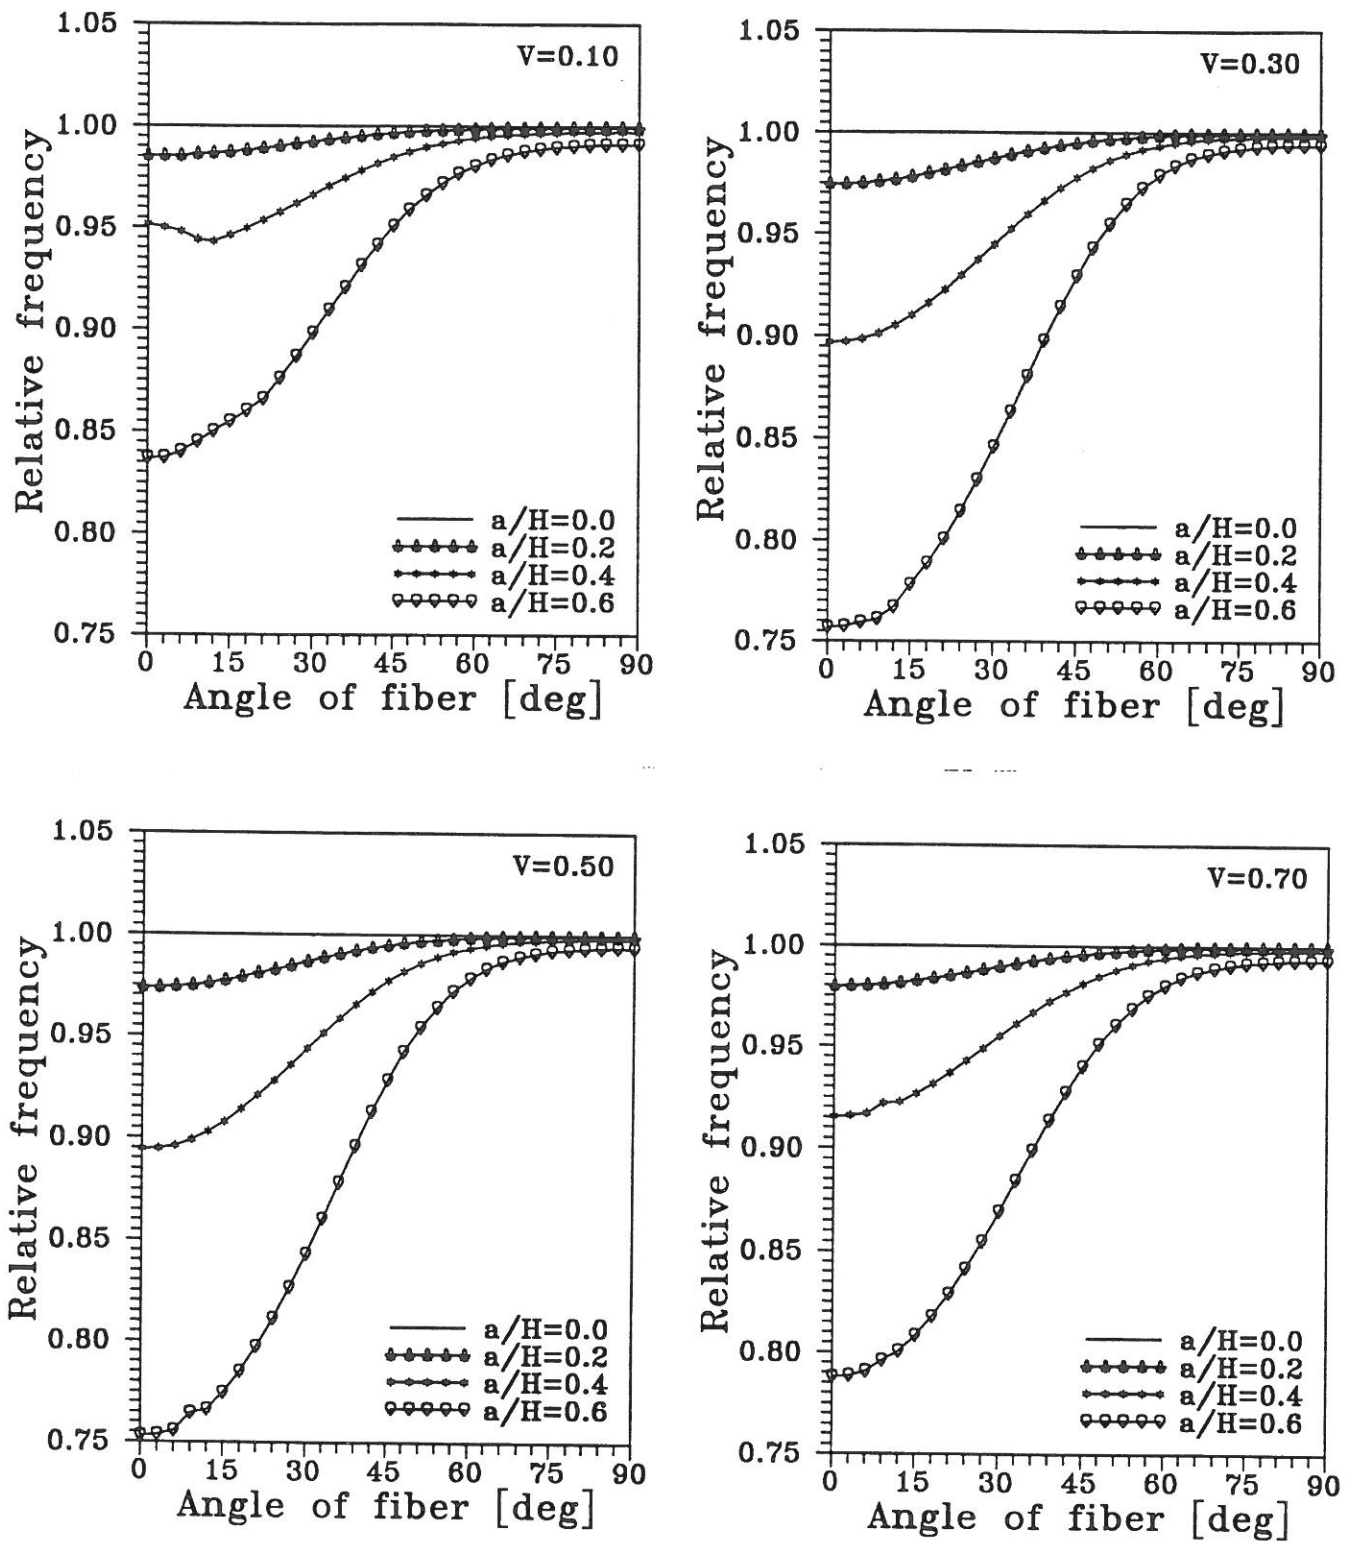 1.05
1.00
0.95
0.90
0.85
0.80
0.75
Relative frequency
V=0.10
a/H=0.0
a/H=0.2
a/H=0.4
a/H=0.6
0 15 30 45 60 75 90
Angle of fiber [deg]
1.05
1.00
0.95
0.90
0.85
0.80
0.75
Relative frequency
V=0.30
a/H=0.0
a/H=0.2
a/H=0.4
a/H=0.6
0 15 30 45 60 75 90
Angle of fiber [deg]
1.05
1.00
0.95
0.90
0.85
0.80
0.75
Relative frequency
V=0.50
a/H=0.0
a/H=0.2
a/H=0.4
a/H=0.6
0 15 30 45 60 75 90
Angle of fiber [deg]
1.05
1.00
0.95
0.90
0.85
0.80
0.75
Relative frequency
V=0.70
a/H=0.0
a/H=0.2
a/H=0.4
a/H=0.6
0 15 30 45 60 75 90
Angle of fiber [deg]